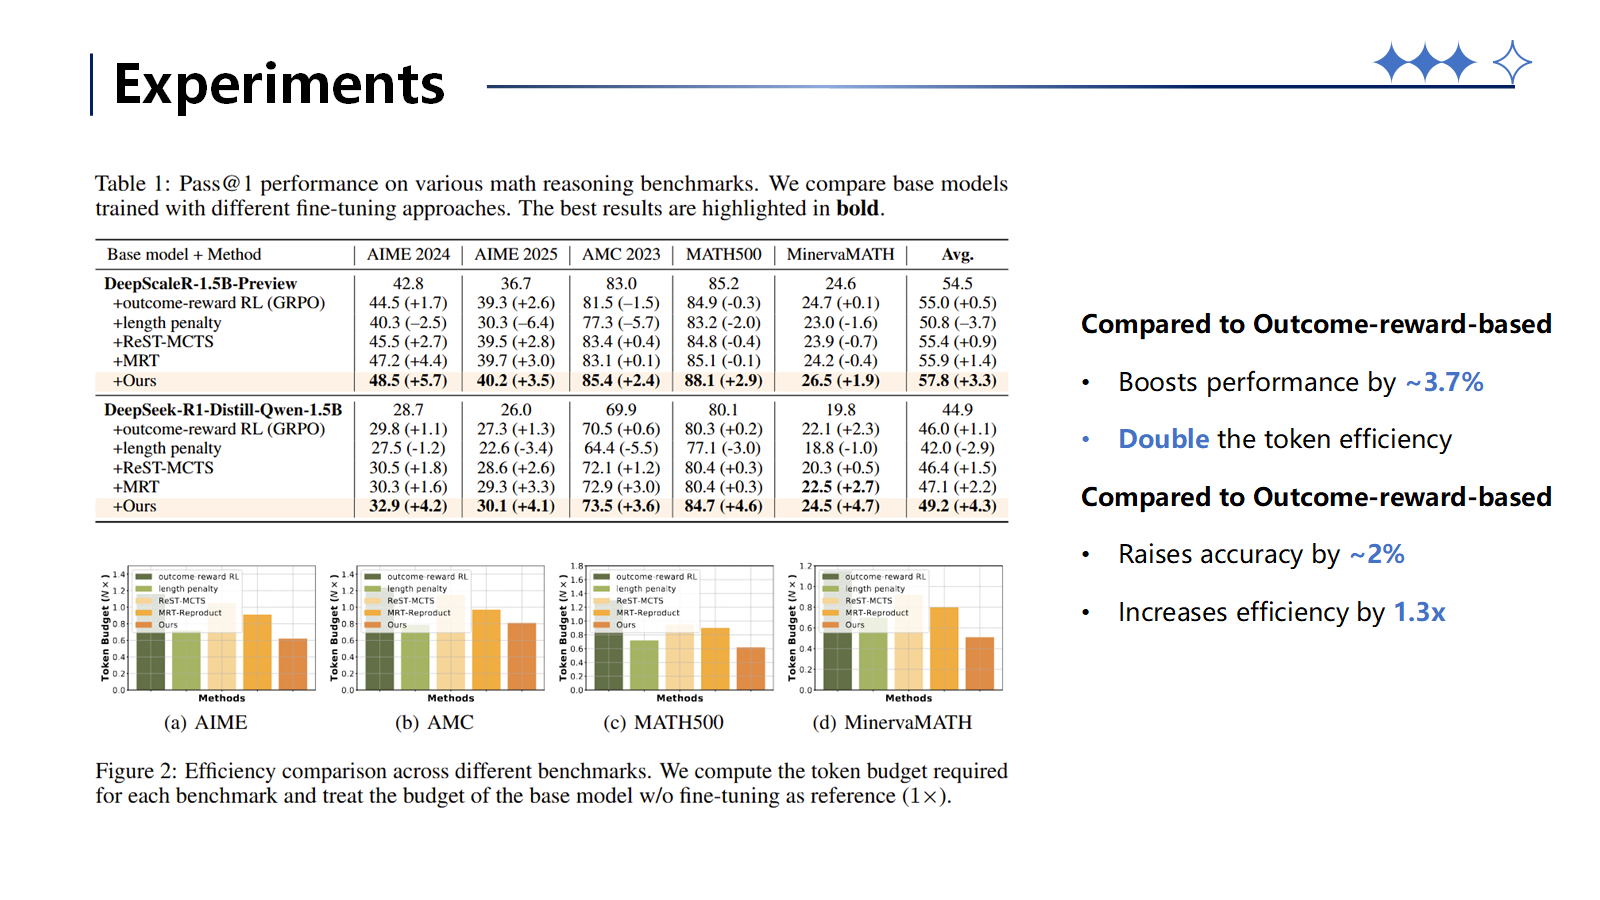 Experiments
Table 1: Pass@1 performance on various math reasoning benchmarks. We compare base models
trained with different fine-tuning approaches. The best results are highlighted in bold.
Base model + Method AIME 2024 AIME 2025 AMC 2023 MATH500 MinervaMATH Avg.
DeepScaleR-1.5B-Preview 42.8 36.7 83.0 85.2 24.6 54.5
+outcome-reward RL (GRPO) 44.5 (+1.7) 39.3 (+2.6) 81.5 (–1.5) 84.9 (-0.3) 24.7 (+0.1) 55.0 (+0.5)
+length penalty 40.3 (–2.5) 30.3 (–6.4) 77.3 (–5.7) 83.2 (-2.0) 23.0 (-1.6) 50.8 (–3.7)
+ReST-MCTS 45.5 (+2.7) 39.5 (+2.8) 83.4 (+0.4) 84.8 (-0.4) 23.9 (-0.7) 55.4 (+0.9)
+MRT 47.2 (+4.4) 39.7 (+3.0) 83.1 (+0.1) 85.1 (-0.1) 24.2 (-0.4) 55.9 (+1.4)
+Ours 48.5 (+5.7) 40.2 (+3.5) 85.4 (+2.4) 88.1 (+2.9) 26.5 (+1.9) 57.8 (+3.3)
DeepSeek-R1-Distill-Qwen-1.5B 28.7 26.0 69.9 80.1 19.8 44.9
+outcome-reward RL (GRPO) 29.8 (+1.1) 27.3 (+1.3) 70.5 (+0.6) 80.3 (+0.2) 22.1 (+2.3) 46.0 (+1.1)
+length penalty 27.5 (-1.2) 22.6 (-3.4) 64.4 (-5.5) 77.1 (-3.0) 18.8 (-1.0) 42.0 (-2.9)
+ReST-MCTS 30.5 (+1.8) 28.6 (+2.6) 72.1 (+1.2) 80.4 (+0.3) 20.3 (+0.5) 46.4 (+1.5)
+MRT 30.3 (+1.6) 29.3 (+3.3) 72.9 (+3.0) 80.4 (+0.3) 22.5 (+2.7) 47.1 (+2.2)
+Ours 32.9 (+4.2) 30.1 (+4.1) 73.5 (+3.6) 84.7 (+4.6) 24.5 (+4.7) 49.2 (+4.3)
Token Budget (N×)
1.4
1.2
1.0
0.8
0.6
0.4
0.2
0.0
outcome-reward RL
length penalty
ReST-MCTS
MRT-Reproduct
Ours
Methods
(a) AIME
Token Budget (N×)
1.4
1.2
1.0
0.8
0.6
0.4
0.2
0.0
outcome-reward RL
length penalty
ReST-MCTS
MRT-Reproduct
Ours
Methods
(b) AMC
Token Budget (N×)
1.8
1.6
1.4
1.2
1.0
0.8
0.6
0.4
0.2
0.0
outcome-reward RL
length penalty
ReST-MCTS
MRT-Reproduct
Ours
Methods
(c) MATH500
Token Budget (N×)
1.2
1.0
0.8
0.6
0.4
0.2
0.0
outcome-reward RL
length penalty
ReST-MCTS
MRT-Reproduct
Ours
Methods
(d) MinervaMATH
Figure 2: Efficiency comparison across different benchmarks. We compute the token budget required
for each benchmark and treat the budget of the base model w/o fine-tuning as reference (1×).
Compared to Outcome-reward-based
• Boosts performance by ~3.7%
• Double the token efficiency
Compared to Outcome-reward-based
• Raises accuracy by ~2%
• Increases efficiency by 1.3x